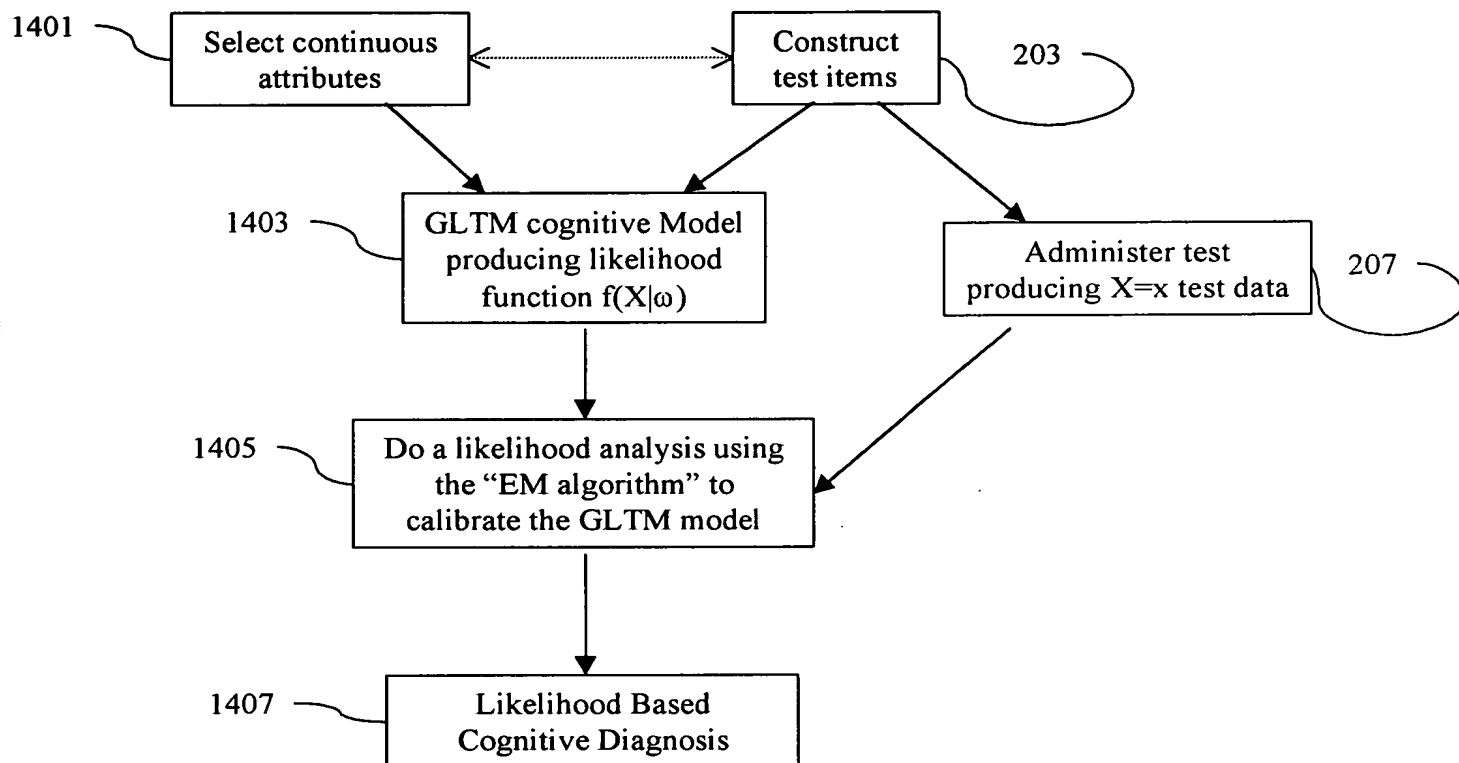 1401
Select continuous
attributes
Construct
test items
203
1403
GLTM cognitive Model
producing likelihood
function f(X|ω)
Administer test
producing X=x test data
207
1405
Do a likelihood analysis using
the “EM algorithm” to
calibrate the GLTM model
1407
Likelihood Based
Cognitive Diagnosis